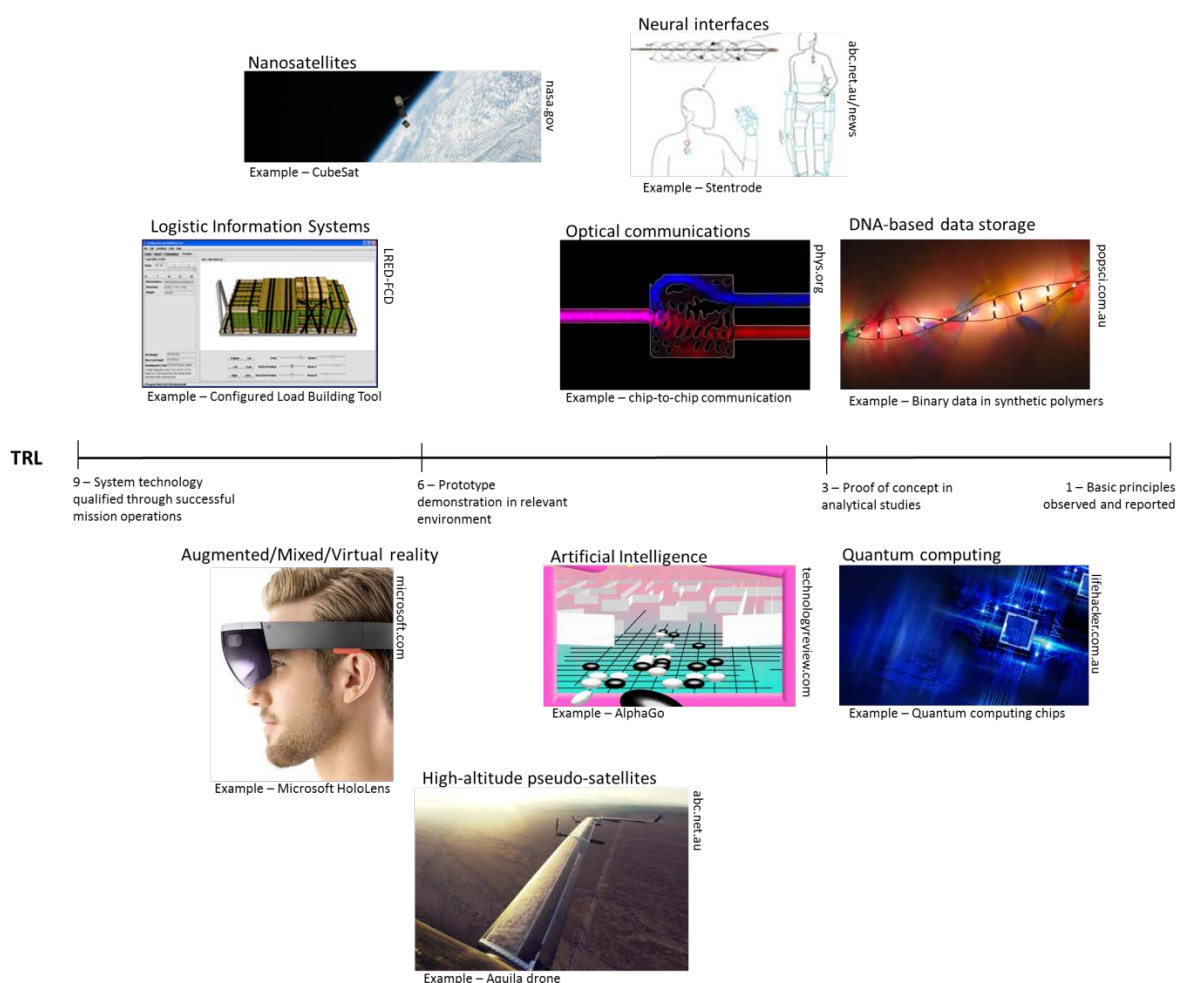 Neural interfaces
abc.net.au/news
Example – Stentrode
Nanosatellites
nasa.gov
Example – CubeSat
Logistic Information Systems
LRED-FCD
Example – Configured Load Building Tool
Optical communications
phys.org
Example – chip-to-chip communication
DNA-based data storage
popsci.com.au
Example – Binary data in synthetic polymers
TRL
9 – System technology
qualified through successful
mission operations
6 – Prototype
demonstration in relevant
environment
3 – Proof of concept in
analytical studies
1 – Basic principles
observed and reported
Augmented/Mixed/Virtual reality
microsoft.com
Example – Microsoft HoloLens
Artificial Intelligence
technologyreview.com
Example – AlphaGo
Quantum computing
lifehacker.com.au
Example – Quantum computing chips
High-altitude pseudo-satellites
abc.net.au
Example – Aquila drone